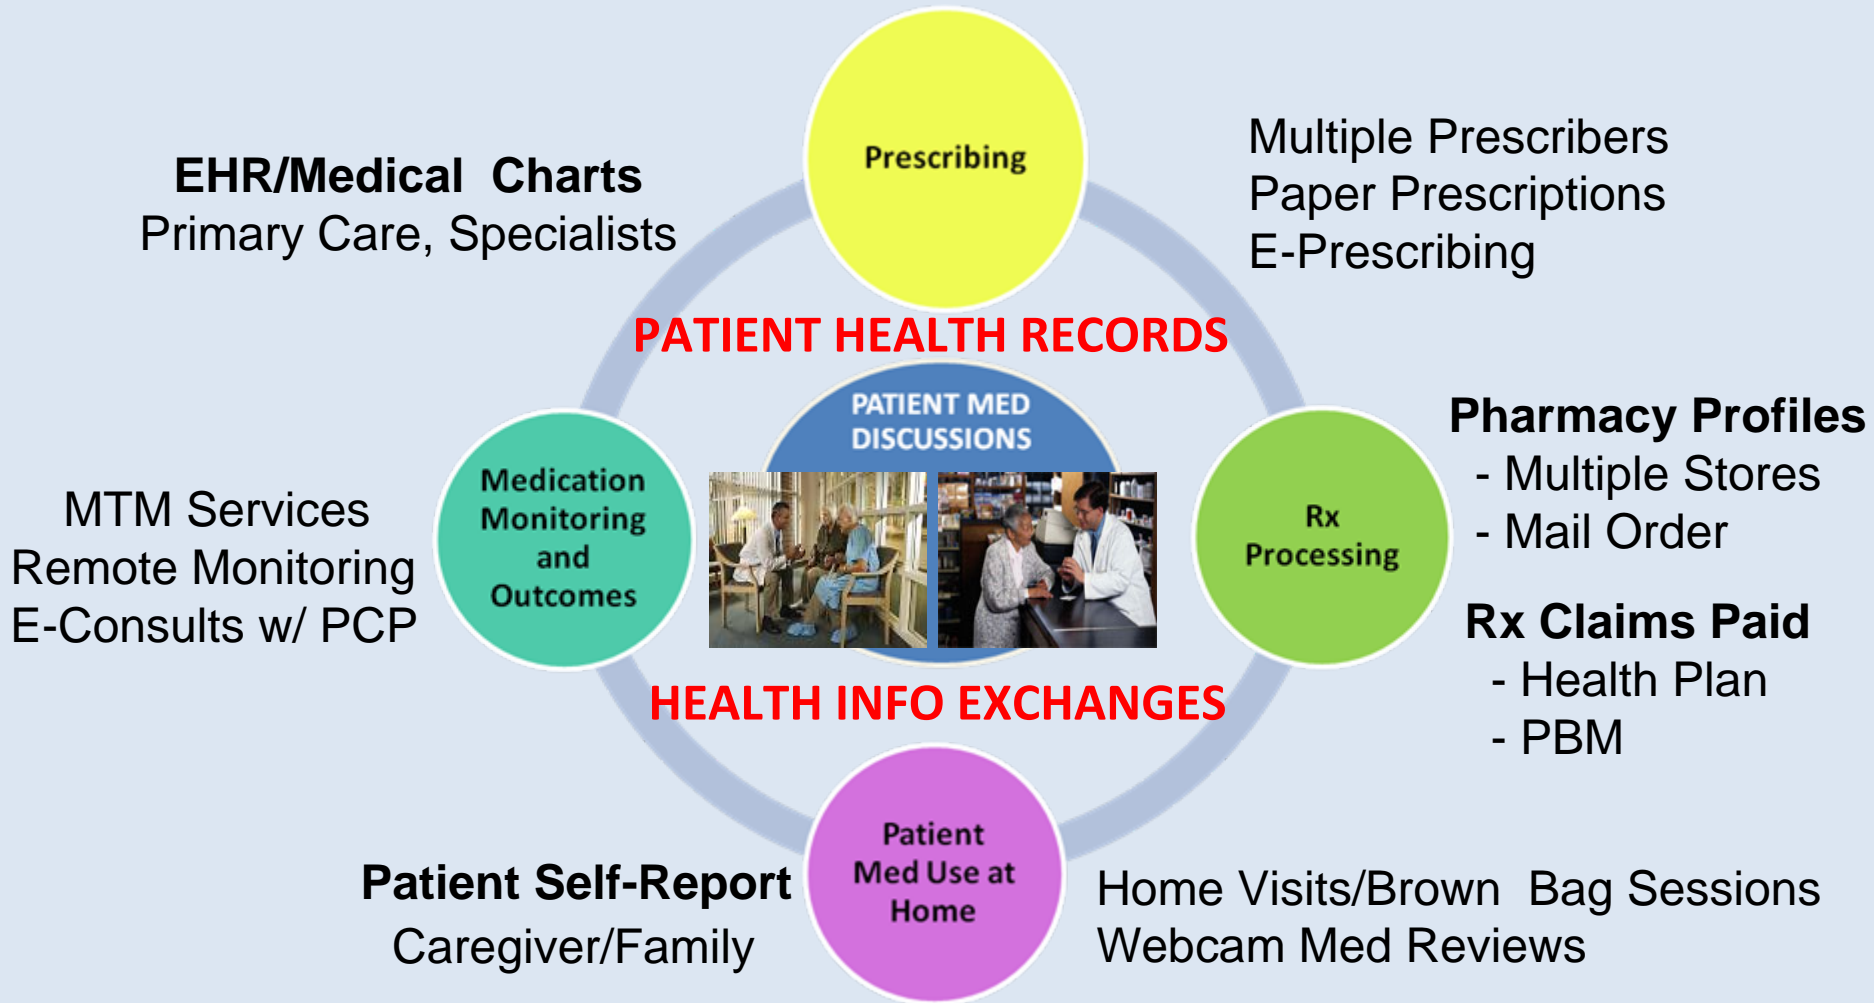 Prescribing
EHR/Medical  Charts
Primary Care, Specialists
Multiple Prescribers
Paper Prescriptions
E-Prescribing
PATIENT HEALTH RECORDS
PATIENT MED
DISCUSSIONS
Medication
Monitoring
and
Outcomes
MTM Services
Remote Monitoring
E-Consults w/ PCP
Rx
Processing
Pharmacy Profiles
- Multiple Stores
- Mail Order
Rx Claims Paid
- Health Plan
- PBM
HEALTH INFO EXCHANGES
Patient
Med Use at
Home
Patient Self-Report
Caregiver/Family
Home Visits/Brown  Bag Sessions
Webcam Med Reviews